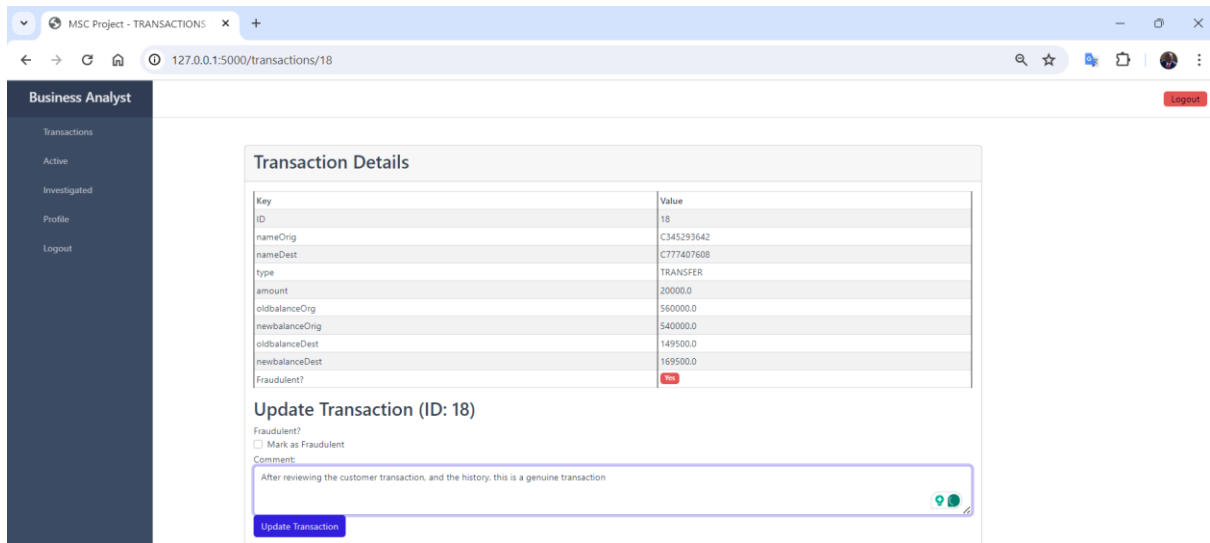 MSC Project - TRANSACTIONS
127.0.0.1:5000/transactions/18
Business Analyst
Logout
Transactions
Active
Investigated
Profile
Logout
Transaction Details
Key Value
ID 18
nameOrig C345293642
nameDest C777407608
type TRANSFER
amount 20000.0
oldbalanceOrg 560000.0
newbalanceOrig 540000.0
oldbalanceDest 149500.0
newbalanceDest 169500.0
Fraudulent? Yes
Update Transaction (ID: 18)
Fraudulent?
Mark as Fraudulent
Comment:
After reviewing the customer transaction, and the history. this is a genuine transaction
Update Transaction